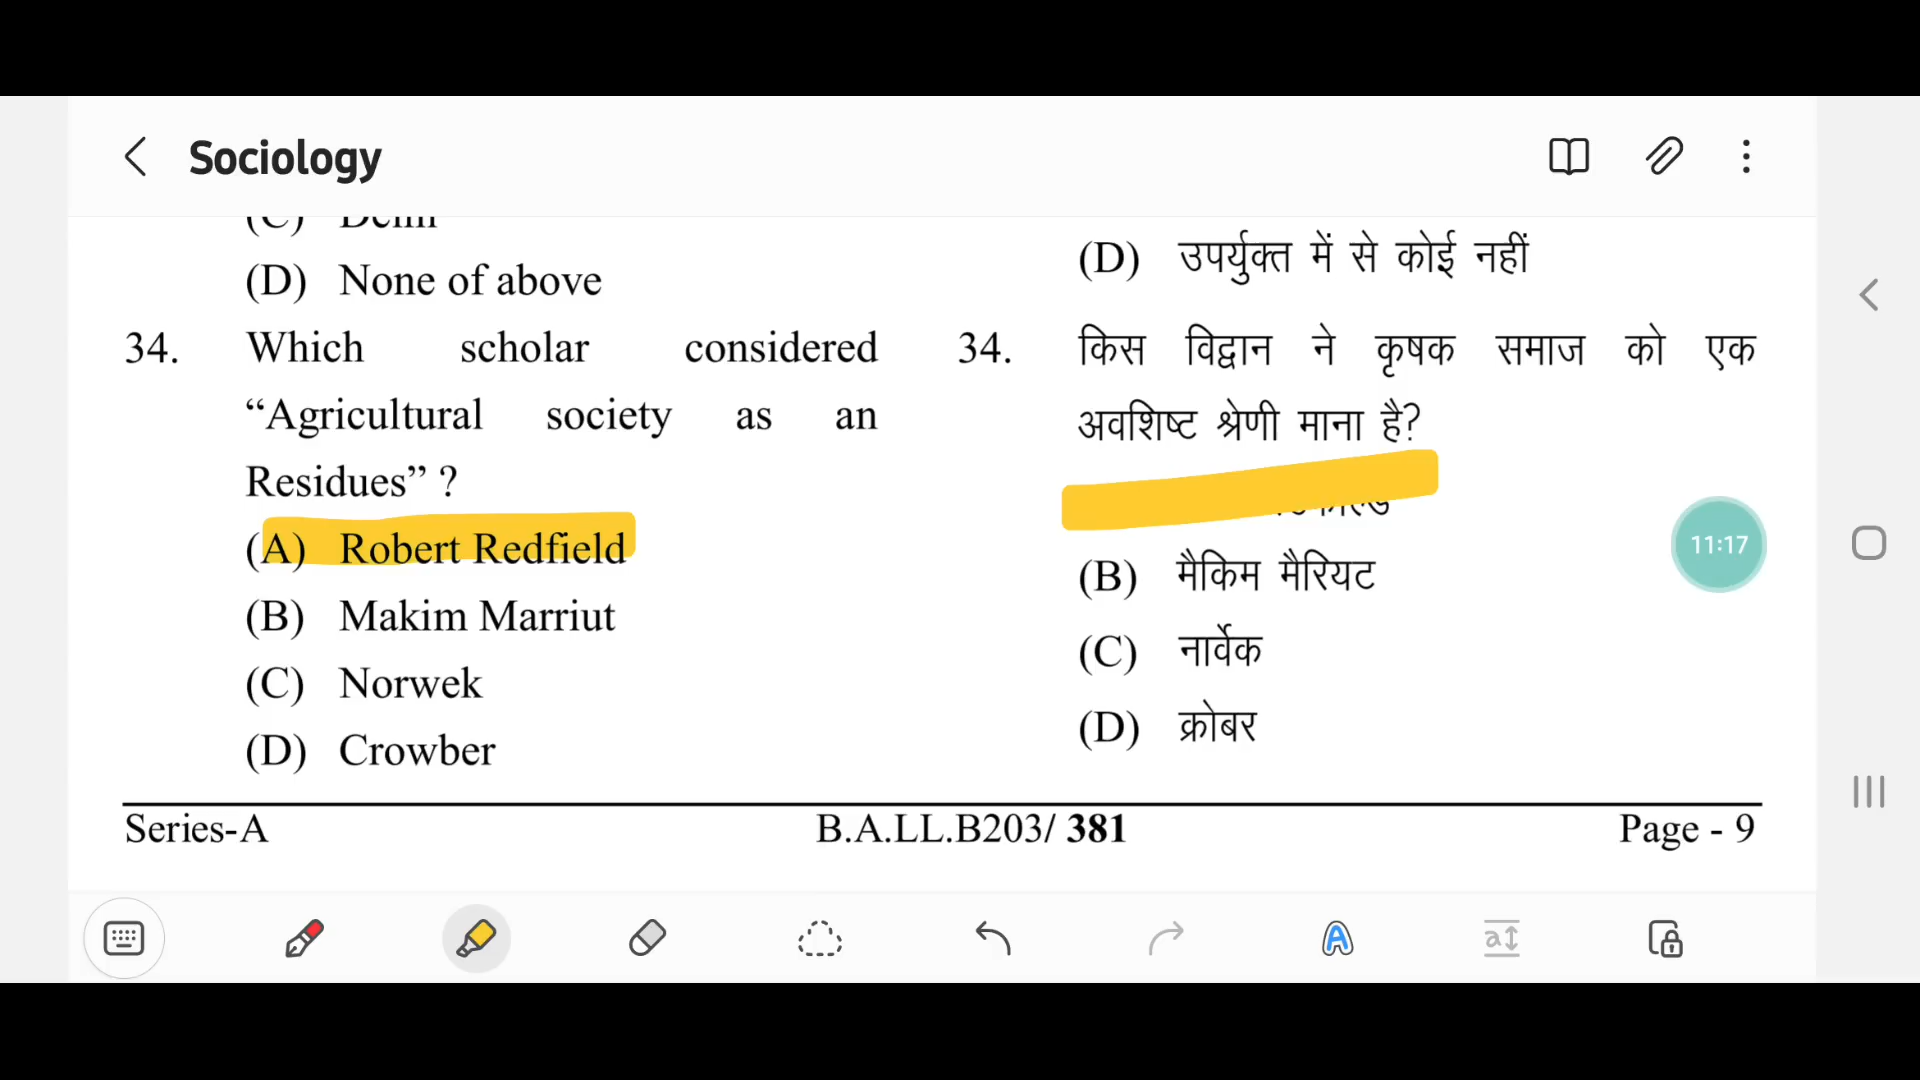 Sociology
(D) None of above
34. Which scholar considered
“Agricultural society as an
Residues” ?
(A) Robert Redfield
(B) Makim Marriut
(C) Norwek
(D) Crowber
(D) उपर्युक्त में से कोई नहीं
34. किस विद्वान ने कृषक समाज को एक
अवशिष्ट श्रेणी माना है?
(B) मैकिम मैरियट
(C) नार्वेक
(D) क्रोबर
11:17
Series-A B.A.LL.B203/ 381 Page - 9